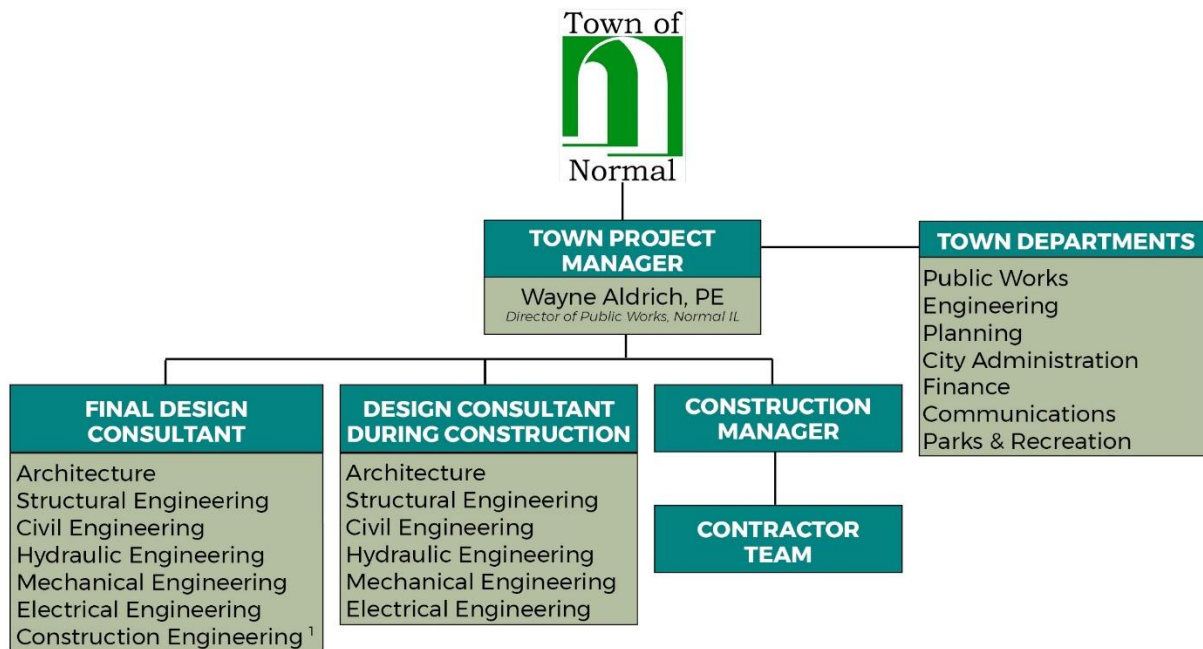 Town of
Normal
TOWN PROJECT
MANAGER
Wayne Aldrich, PE
Director of Public Works, Normal IL
TOWN DEPARTMENTS
Public Works
Engineering
Planning
City Administration
Finance
Communications
Parks & Recreation
FINAL DESIGN
CONSULTANT
Architecture
Structural Engineering
Civil Engineering
Hydraulic Engineering
Mechanical Engineering
Electrical Engineering
Construction Engineering ¹
DESIGN CONSULTANT
DURING CONSTRUCTION
Architecture
Structural Engineering
Civil Engineering
Hydraulic Engineering
Mechanical Engineering
Electrical Engineering
CONSTRUCTION
MANAGER
CONTRACTOR
TEAM